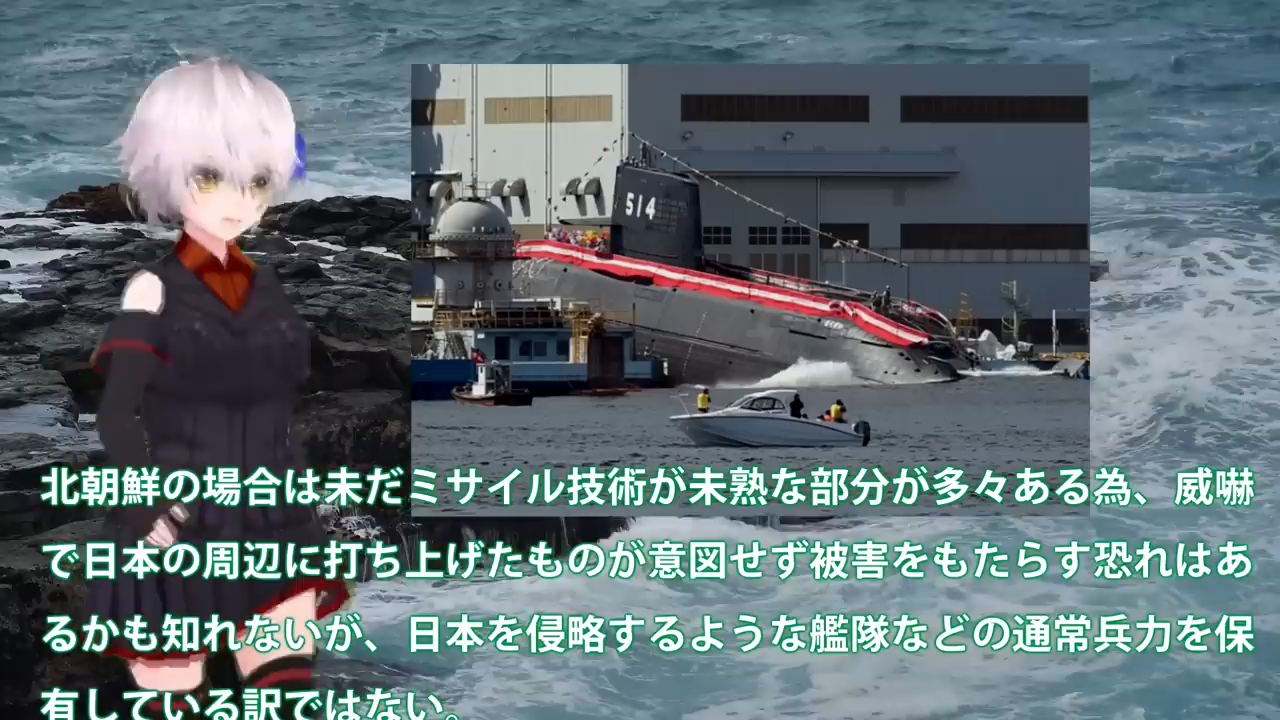 514
北朝鮮の場合は未だミサイル技術が未熟な部分が多々ある為、威嚇
で日本の周辺に打ち上げたものが意図せず被害をもたらす恐れはあ
るかも知れないが、日本を侵略するような艦隊などの通常兵力を保
有している訳ではない。